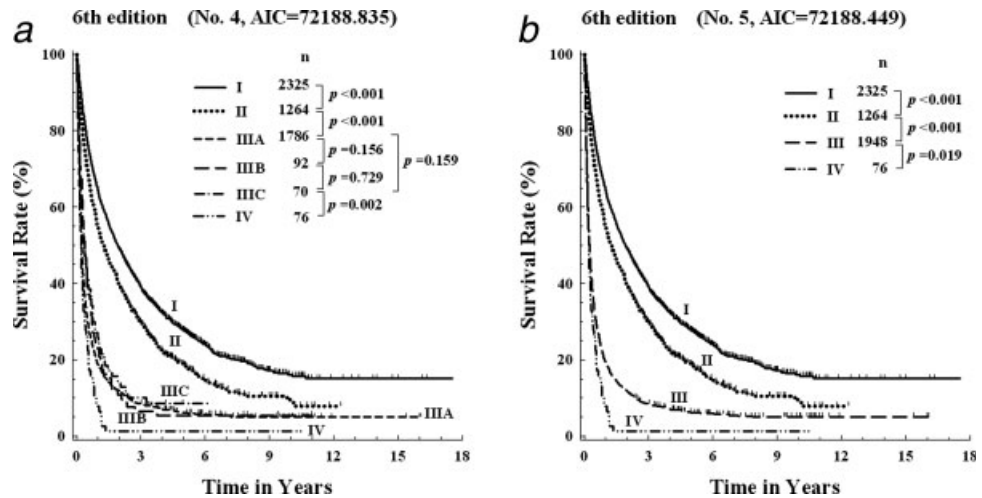 a
6th edition (No. 4, AIC=72188.835)
Survival Rate (%)
100
80
60
40
20
0
n
I 2325
II 1264
IIIA 1786
IIIB 92
IIIC 70
IV 76
p <0.001
p <0.001
p =0.156
p =0.729
p =0.002
p =0.159
I
II
IIIC
IIIB
IIIA
IV
0 3 6 9 12 15 18
Time in Years
b
6th edition (No. 5, AIC=72188.449)
Survival Rate (%)
100
80
60
40
20
0
n
I 2325
II 1264
III 1948
IV 76
p <0.001
p <0.001
p =0.019
I
II
III
IV
0 3 6 9 12 15 18
Time in Years